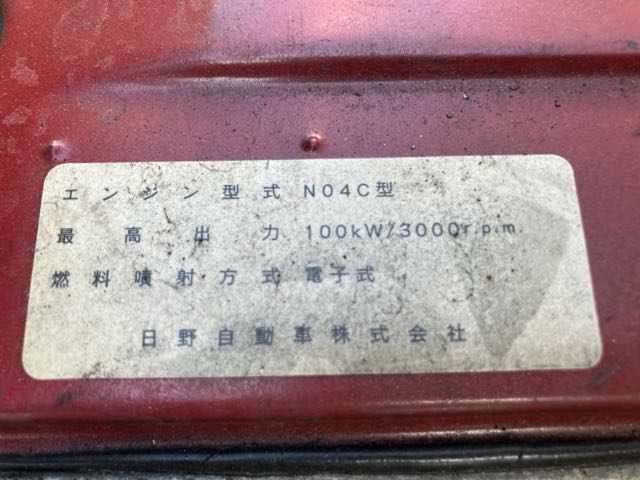 エンジン型式 N04C型
最高出力 100kW/3000r.p.m.
燃料噴射方式 電子式
日野自動車株式会社